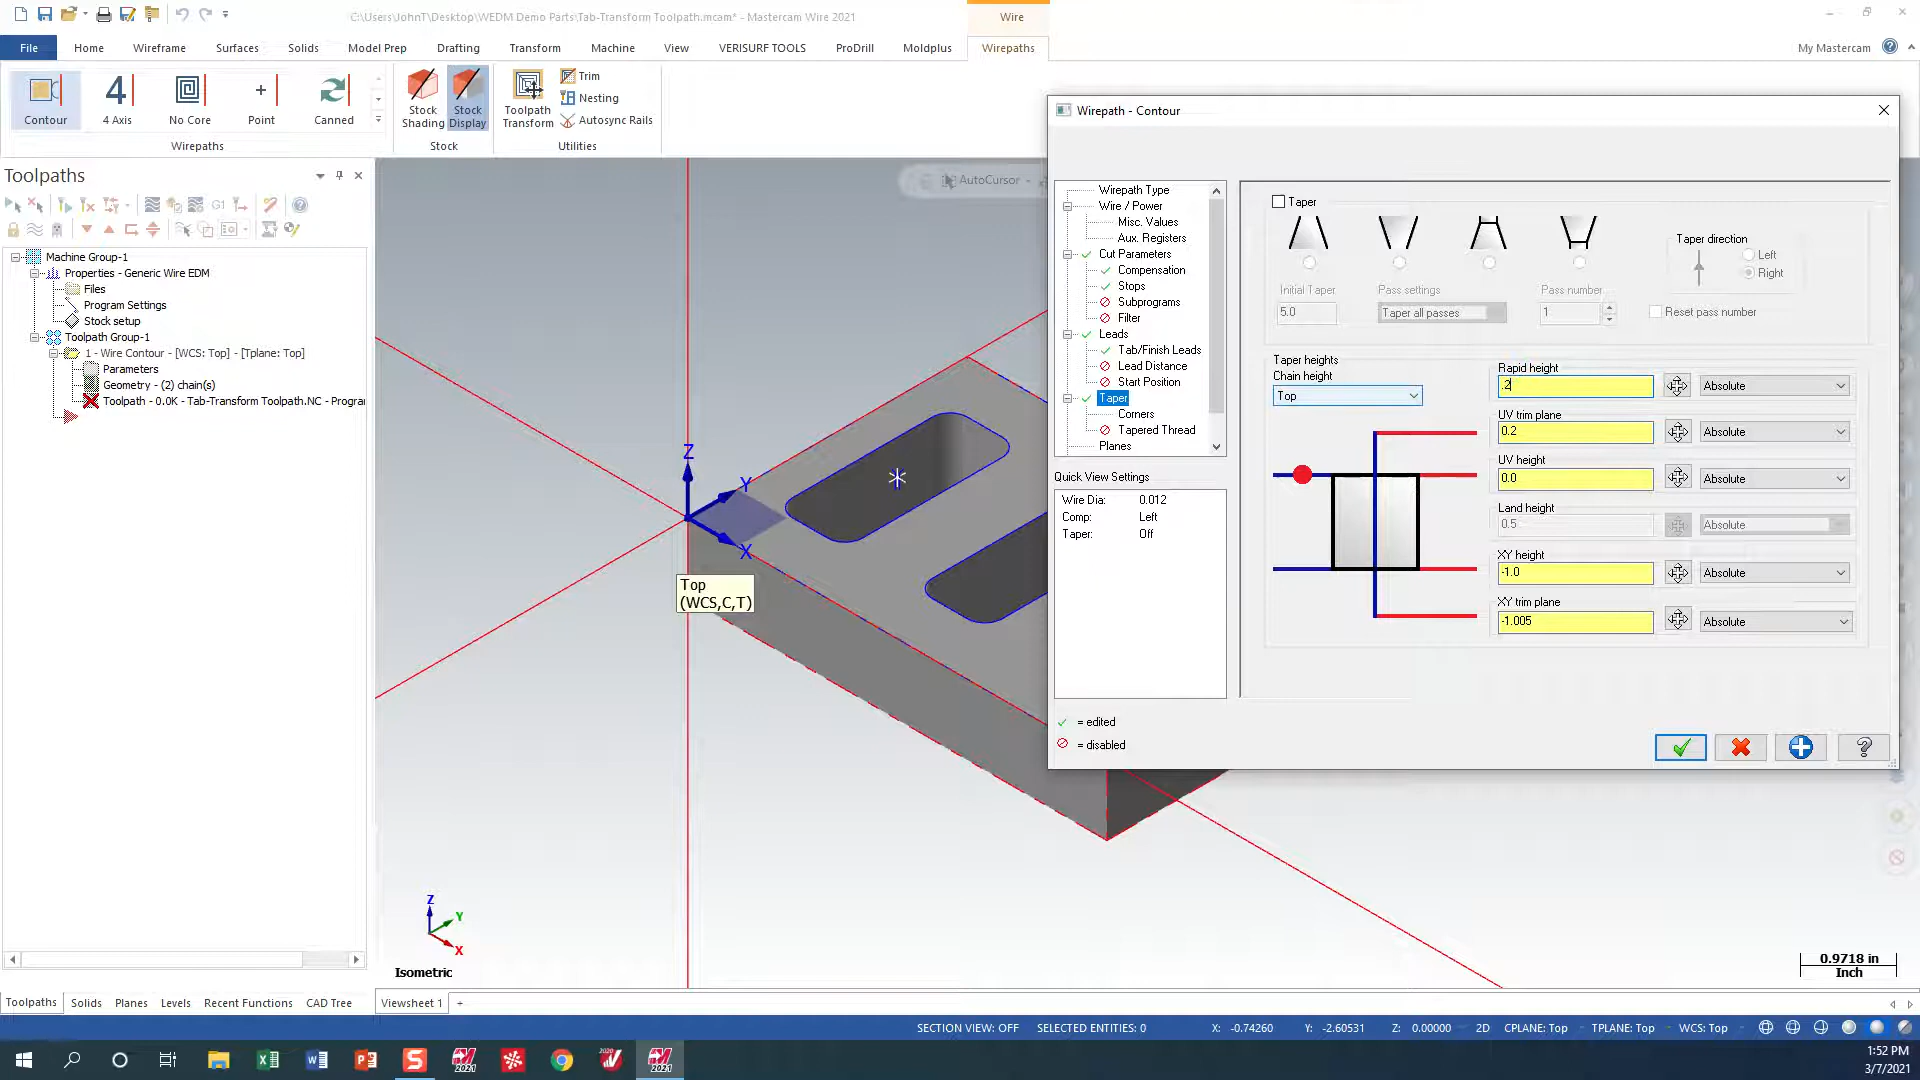 C:\Users\JohnT\Desktop\WEDM Demo Parts\Tab-Transform Toolpath.mcam* - Mastercam Wire 2021
Wire
File
Home
Wireframe
Surfaces
Solids
Model Prep
Drafting
Transform
Machine
View
VERISURF TOOLS
ProDrill
Moldplus
Wirepaths
My Mastercam
Contour
4 Axis
No Core
Point
Canned
Wirepaths
Stock Shading
Stock Display
Stock
Toolpath Transform
Trim
Nesting
Autosync Rails
Utilities
Toolpaths
G1
Machine Group-1
Properties - Generic Wire EDM
Files
Program Settings
Stock setup
Toolpath Group-1
1 - Wire Contour - [WCS: Top] - [Tplane: Top]
Parameters
Geometry - (2) chain(s)
Toolpath - 0.0K - Tab-Transform Toolpath.NC - Progra
AutoCursor
Z
Y
X
Top
(WCS,C,T)
Z
Y
X
Isometric
0.9718 in
Inch
Wirepath - Contour
Wirepath Type
Wire / Power
Misc. Values
Aux. Registers
Cut Parameters
Compensation
Stops
Subprograms
Filter
Leads
Tab/Finish Leads
Lead Distance
Start Position
Taper
Corners
Tapered Thread
Planes
Quick View Settings
Wire Dia: 0.012
Comp: Left
Taper: Off
= edited
= disabled
Taper
Taper direction
Left
Right
Initial Taper
5.0
Pass settings
Taper all passes
Pass number
1
Reset pass number
Taper heights
Chain height
Top
Rapid height
.2
Absolute
UV trim plane
0.2
Absolute
UV height
0.0
Absolute
Land height
0.5
Absolute
XY height
-1.0
Absolute
XY trim plane
-1.005
Absolute
Toolpaths
Solids
Planes
Levels
Recent Functions
CAD Tree
Viewsheet 1
+
SECTION VIEW: OFF
SELECTED ENTITIES: 0
X: -0.74260
Y: -2.60531
Z: 0.00000
2D
CPLANE: Top
TPLANE: Top
WCS: Top
2021
2020
2021
1:52 PM
3/7/2021